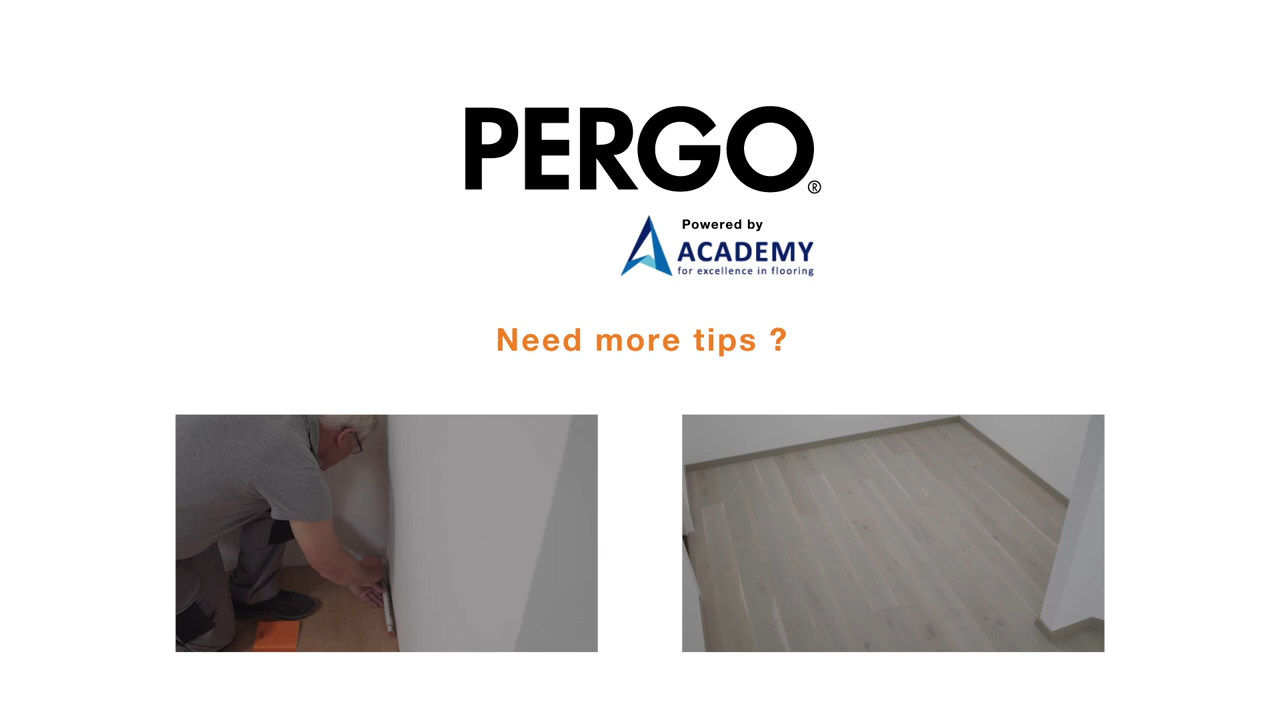 PERGO®
Powered by
ACADEMY
for excellence in flooring
Need more tips ?